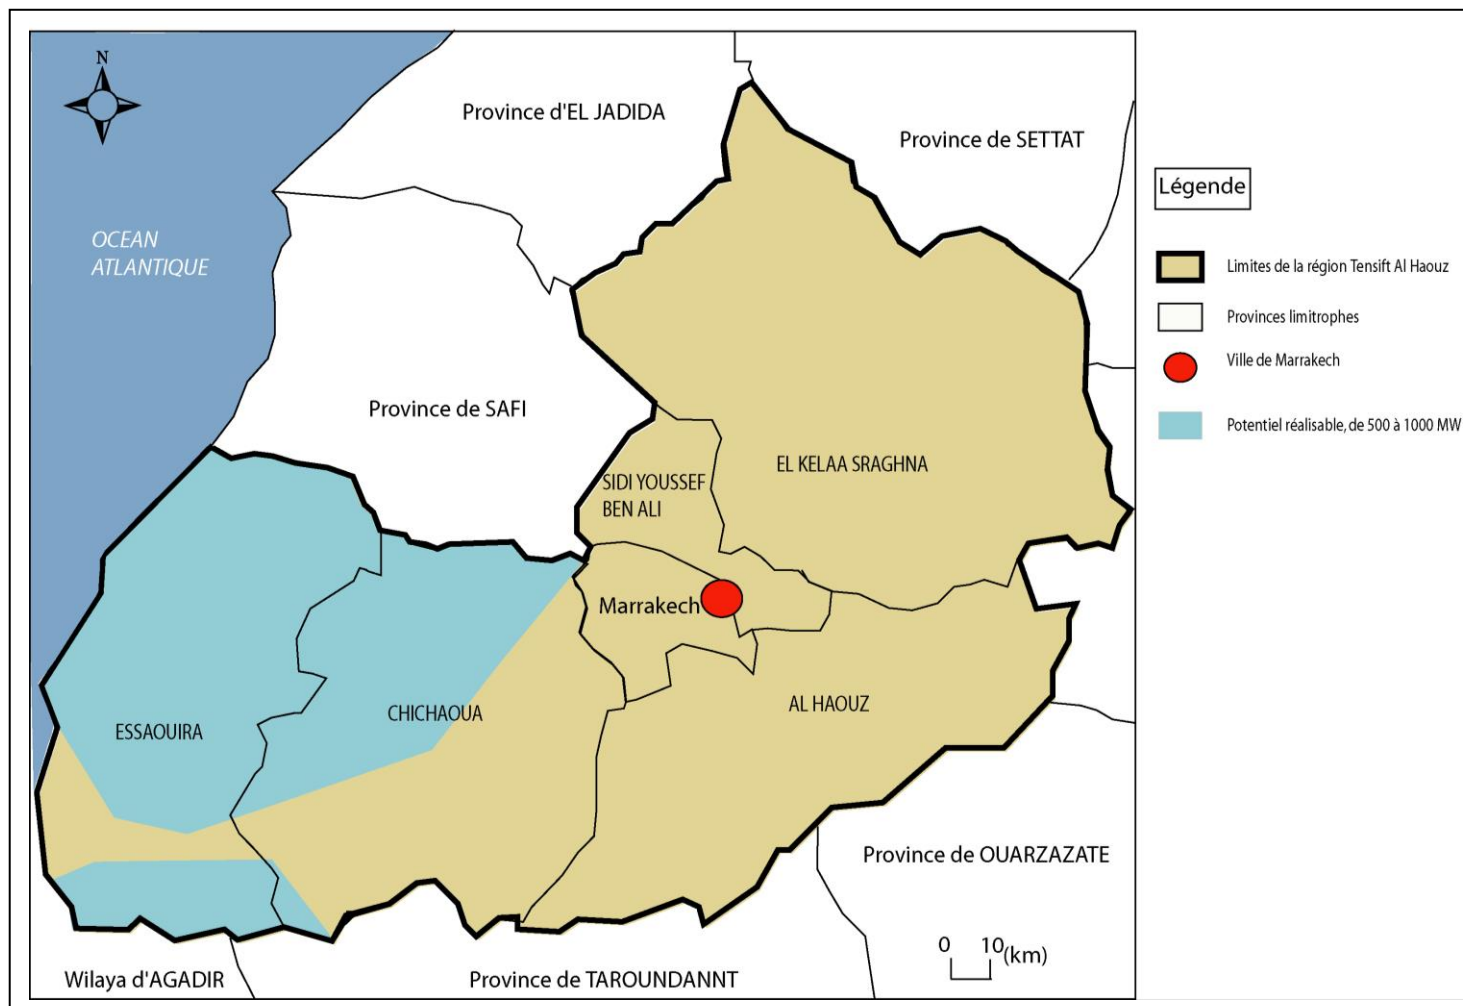 N
Province d'EL JADIDA
Province de SETTAT
OCEAN
ATLANTIQUE
Province de SAFI
SIDI YOUSSEF
BEN ALI
EL KELAA SRAGHNA
Marrakech
ESSAOUIRA
CHICHAOUA
AL HAOUZ
Province de OUARZAZATE
0 10 (km)
Wilaya d'AGADIR
Province de TAROUNDANNT
Légende
Limites de la région Tensift Al Haouz
Provinces limitrophes
Ville de Marrakech
Potentiel réalisable, de 500 à 1000 MW